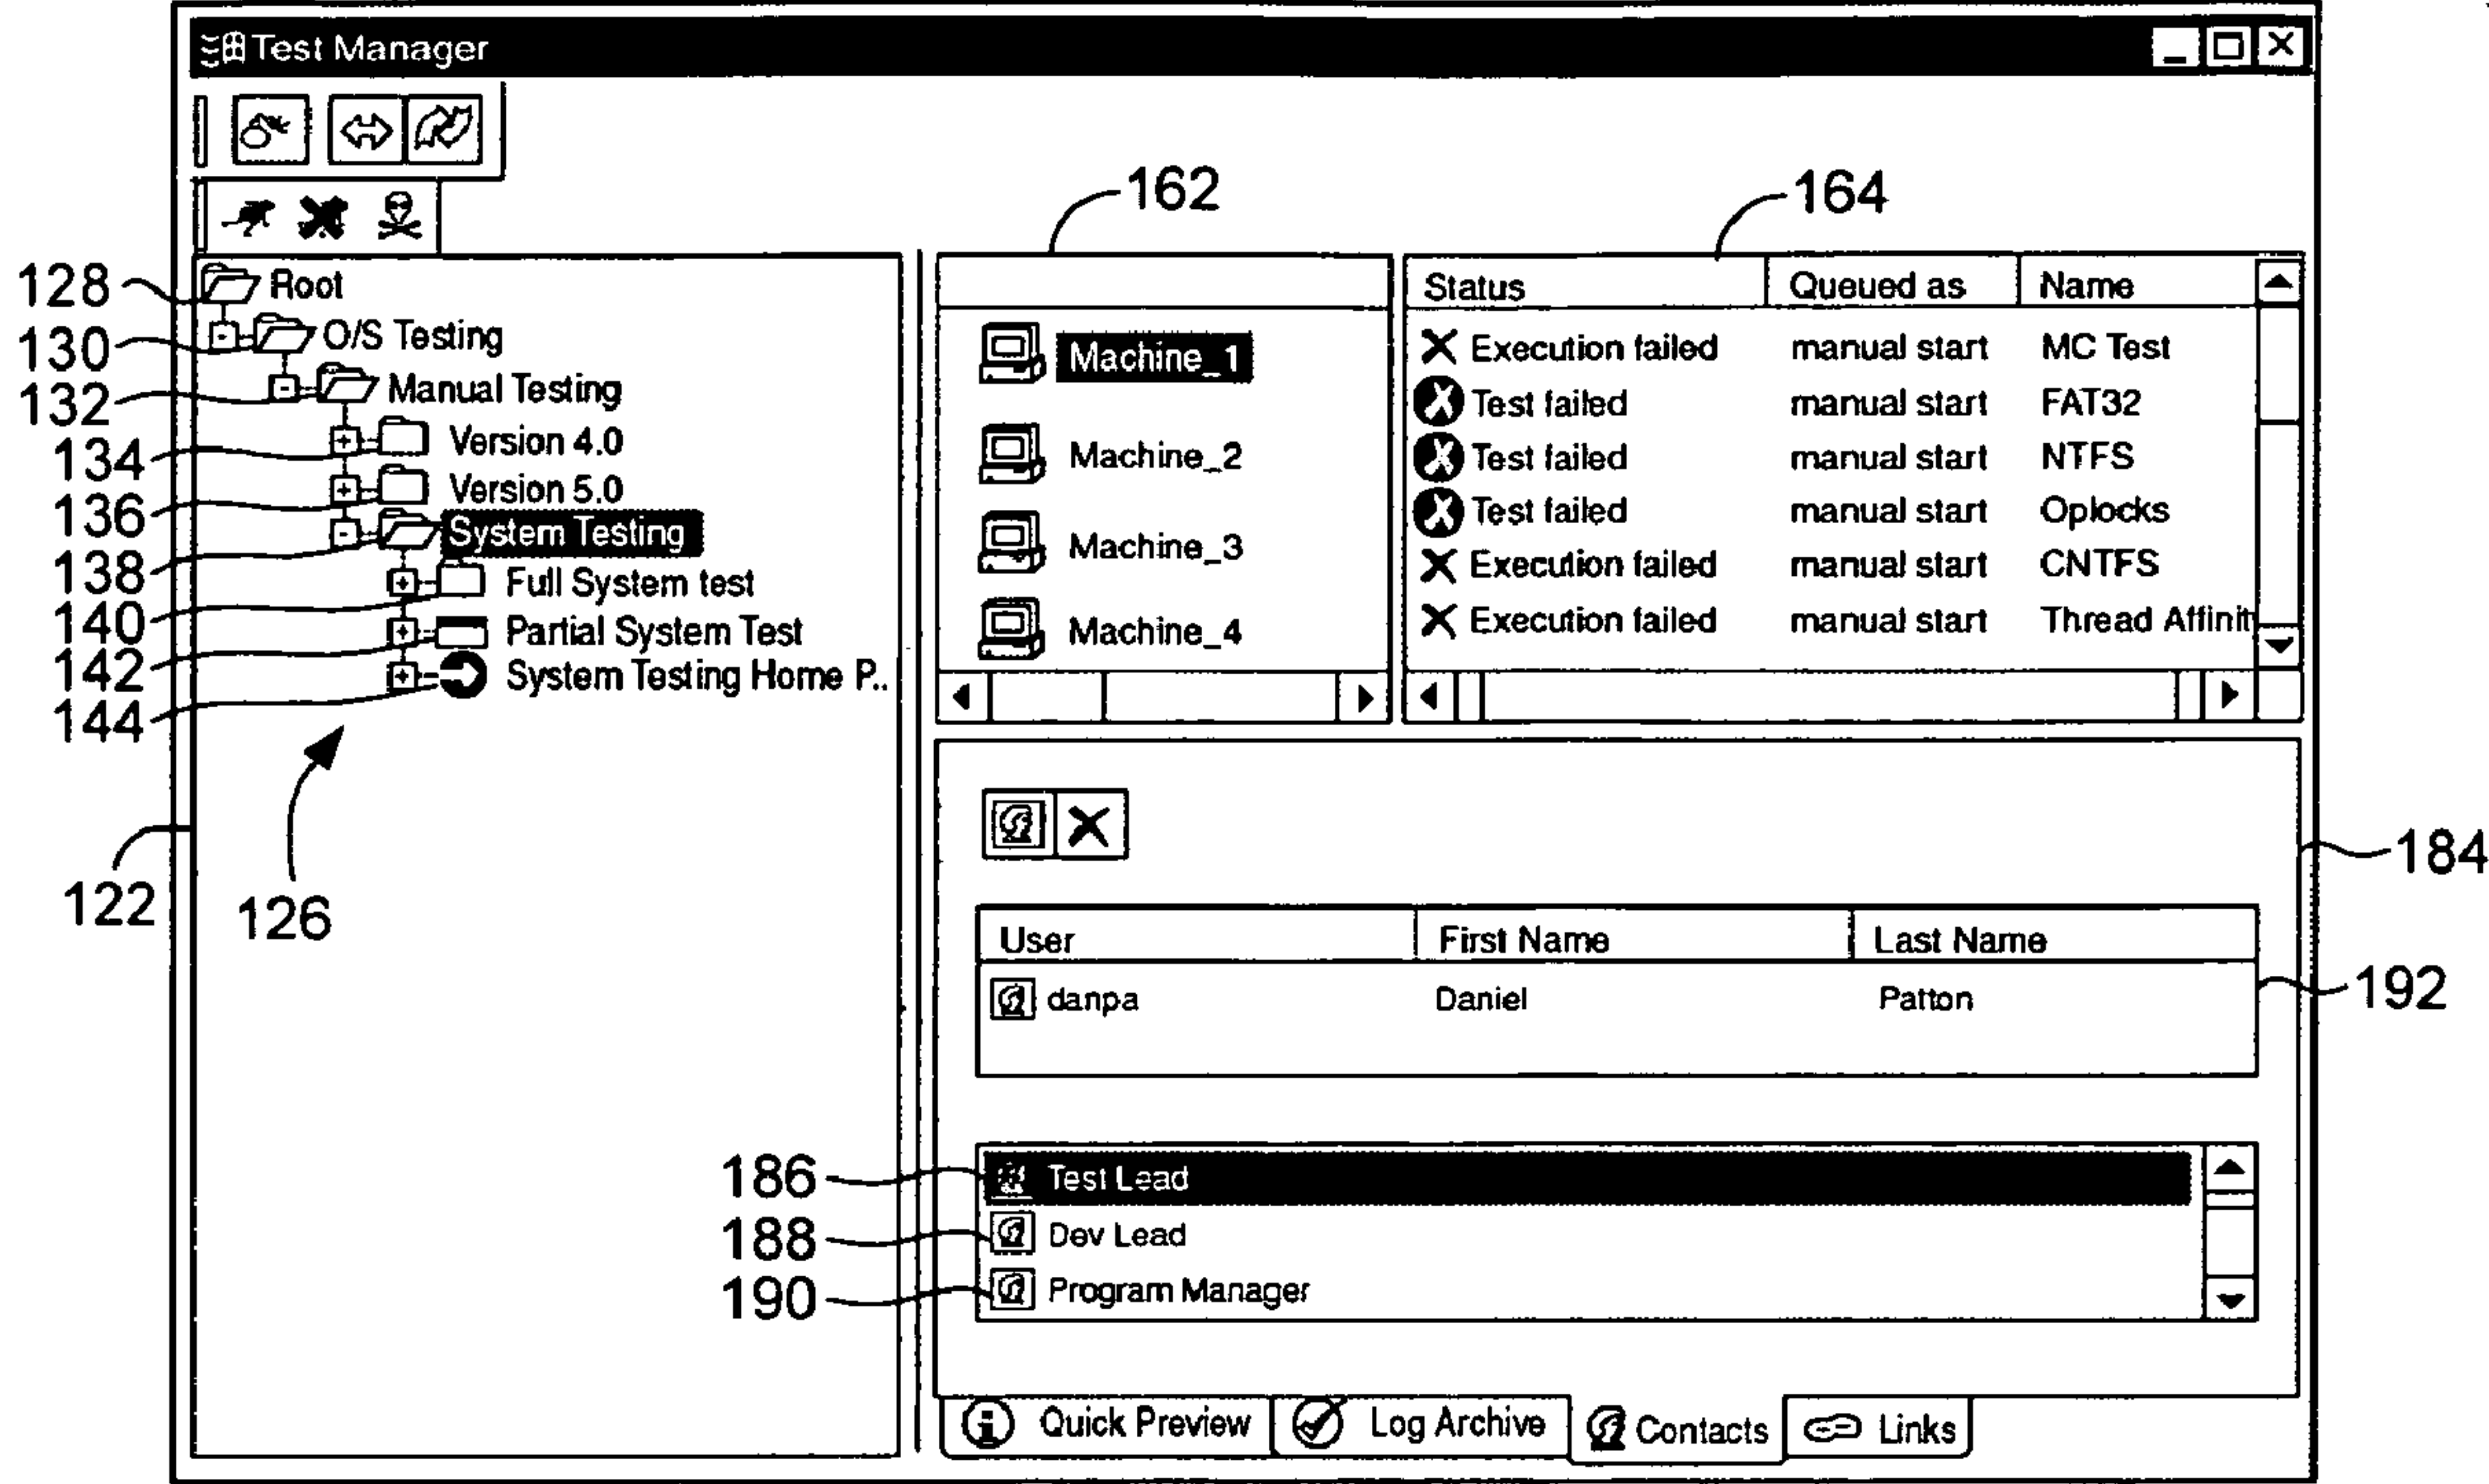 Test Manager
162
164
128
Root
130
O/S Testing
132
Manual Testing
134
Version 4.0
136
Version 5.0
138
System Testing
140
Full System test
142
Partial System Test
144
System Testing Home P..
122
126
Machine_1
Machine_2
Machine_3
Machine_4
Status Queued as Name
Execution failed manual start MC Test
Test failed manual start FAT32
Test failed manual start NTFS
Test failed manual start Oplocks
Execution failed manual start CNTFS
Execution failed manual start Thread Affinit
184
User First Name Last Name
danpa Daniel Patton
192
186 Test Lead
188 Dev Lead
190 Program Manager
Quick Preview Log Archive Contacts Links